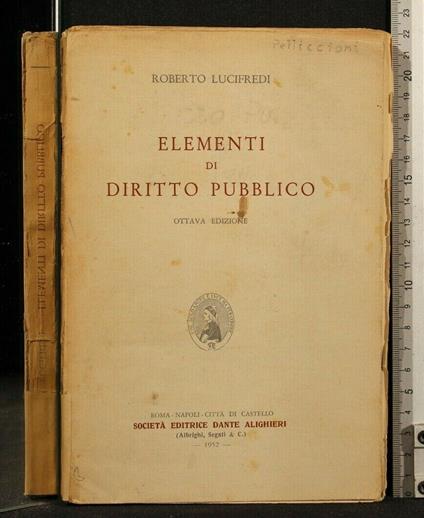 Pelliccioni
ROBERTO LUCIFREDI
ELEMENTI
DI
DIRITTO PUBBLICO
OTTAVA EDIZIONE
ROMA - NAPOLI - CITTÀ DI CASTELLO
SOCIETÀ EDITRICE DANTE ALIGHIERI
(Albrighi, Segati & C.)
— 1952 —
ELEMENTI DI DIRITTO PUBBLICO